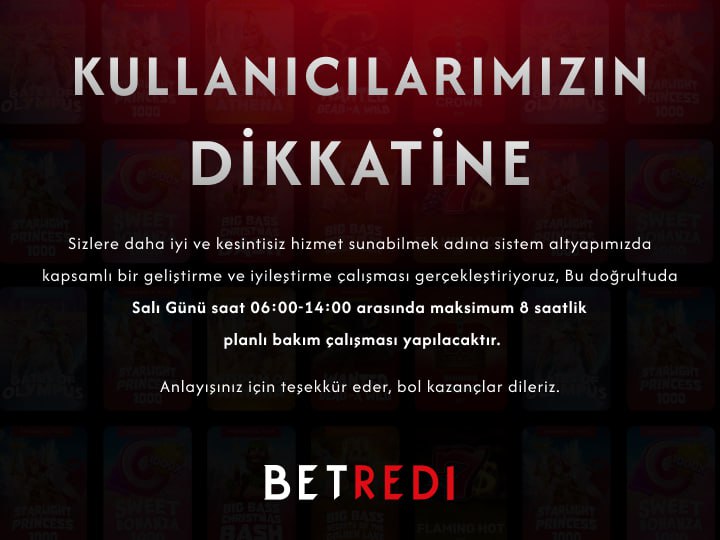 KULLANICILARIMIZIN
DİKKATİNE
Sizlere daha iyi ve kesintisiz hizmet sunabilmek adına sistem altyapımızda
kapsamlı bir geliştirme ve iyileştirme çalışması gerçekleştiriyoruz, Bu doğrultuda
Salı Günü saat 06:00-14:00 arasında maksimum 8 saatlik
planlı bakım çalışması yapılacaktır.
Anlayışınız için teşekkür eder, bol kazançlar dileriz.
BETREDI